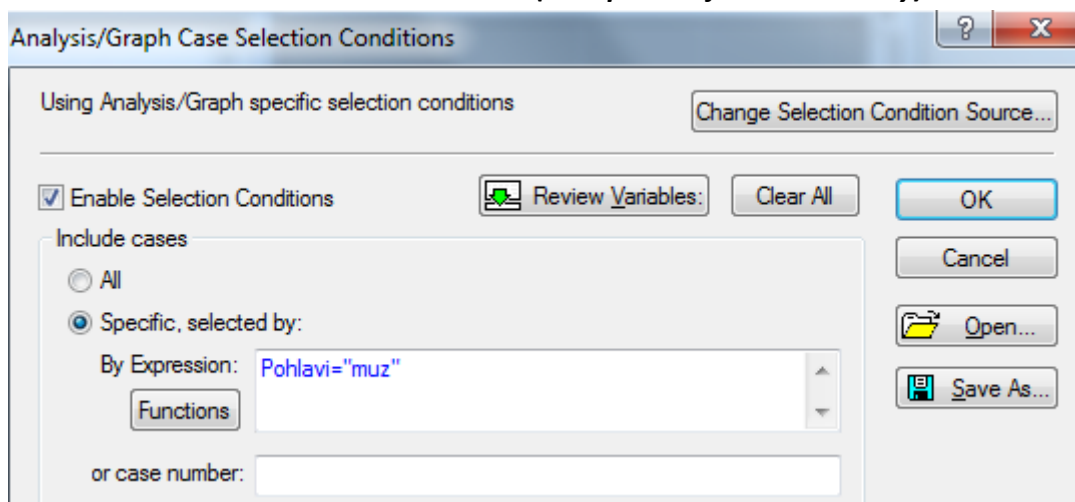 Analysis/Graph Case Selection Conditions
Using Analysis/Graph specific selection conditions
Change Selection Condition Source...
Enable Selection Conditions
Review Variables:
Clear All
OK
Include cases
Cancel
All
Specific, selected by:
Open...
By Expression:
Pohlavi="muz"
Functions
Save As...
or case number: